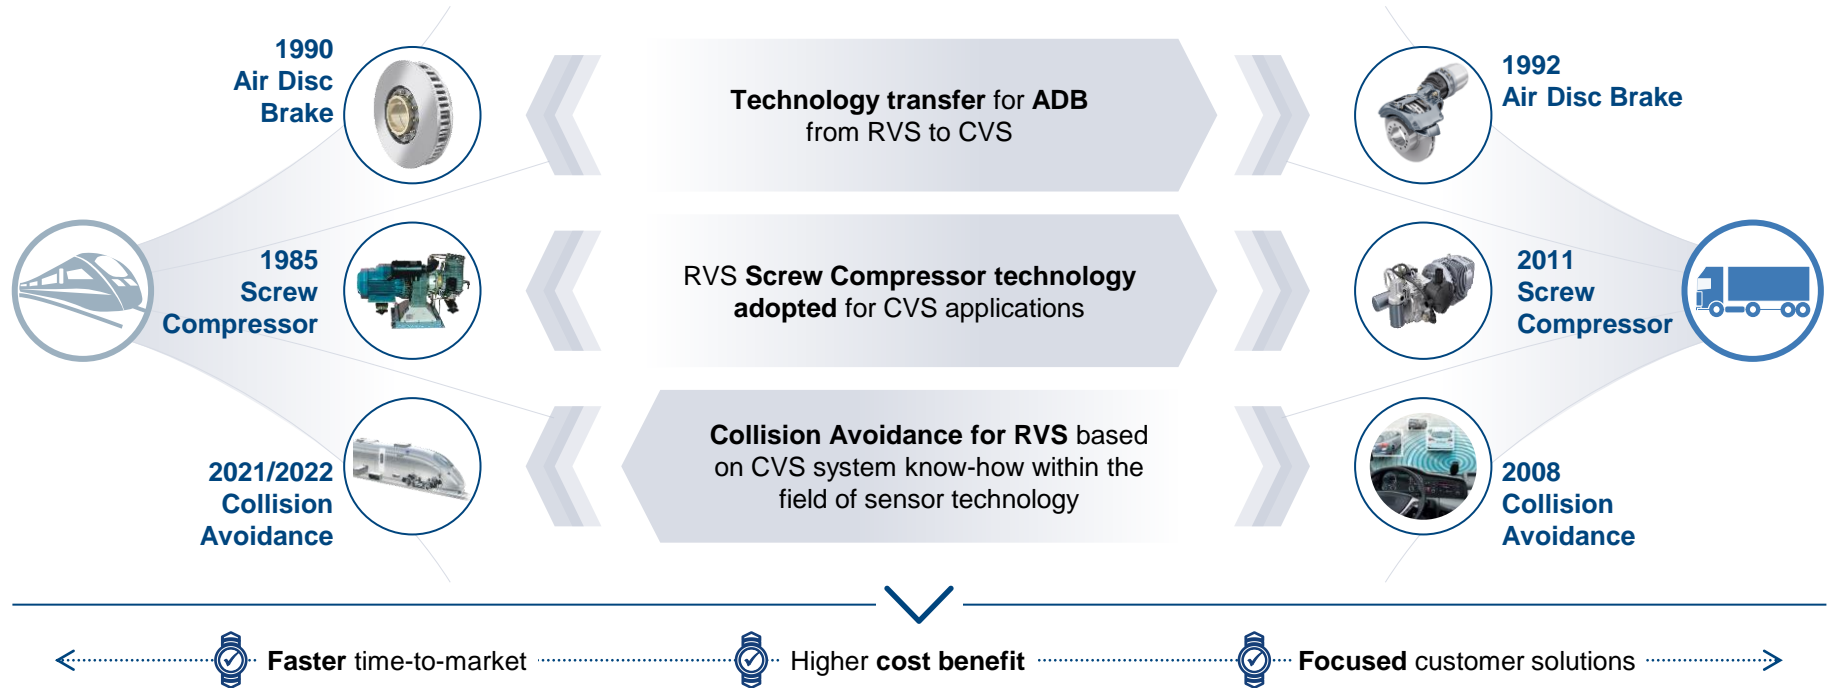 1990
Air Disc
Brake
Technology transfer for ADB
from RVS to CVS
1992
Air Disc Brake
1985
Screw
Compressor
RVS Screw Compressor technology
adopted for CVS applications
2011
Screw
Compressor
2021/2022
Collision
Avoidance
Collision Avoidance for RVS based
on CVS system know-how within the
field of sensor technology
2008
Collision
Avoidance
Faster time-to-market
Higher cost benefit
Focused customer solutions